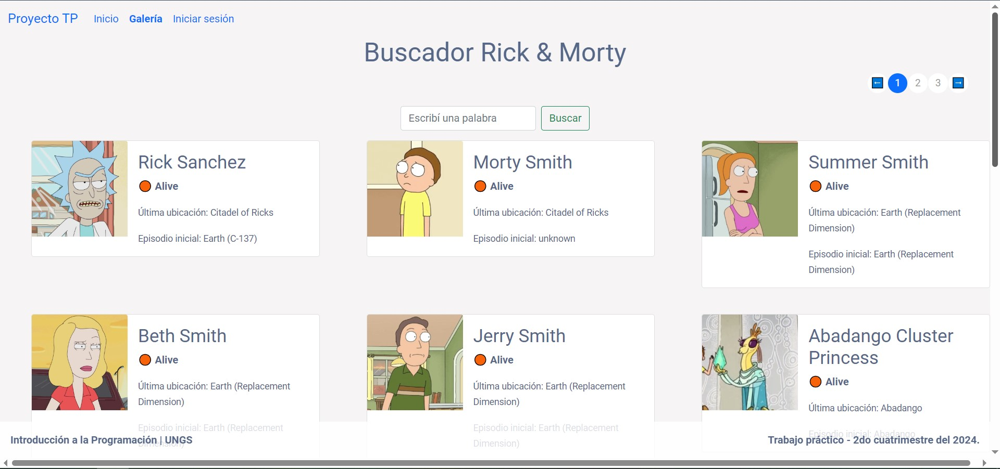 Proyecto TP Inicio Galería Iniciar sesión
Buscador Rick & Morty
← 1 2 3 →
Escribí una palabra Buscar
Rick Sanchez
Alive
Última ubicación: Citadel of Ricks
Episodio inicial: Earth (C-137)
Morty Smith
Alive
Última ubicación: Citadel of Ricks
Episodio inicial: unknown
Summer Smith
Alive
Última ubicación: Earth (Replacement
Dimension)
Episodio inicial: Earth (Replacement
Dimension)
Beth Smith
Alive
Última ubicación: Earth (Replacement
Dimension)
Episodio inicial: Earth (Replacement
Dimension)
Jerry Smith
Alive
Última ubicación: Earth (Replacement
Dimension)
Episodio inicial: Earth (Replacement
Dimension)
Abadango Cluster
Princess
Alive
Última ubicación: Abadango
Episodio inicial: Abadango
Introducción a la Programación | UNGS
Trabajo práctico - 2do cuatrimestre del 2024.